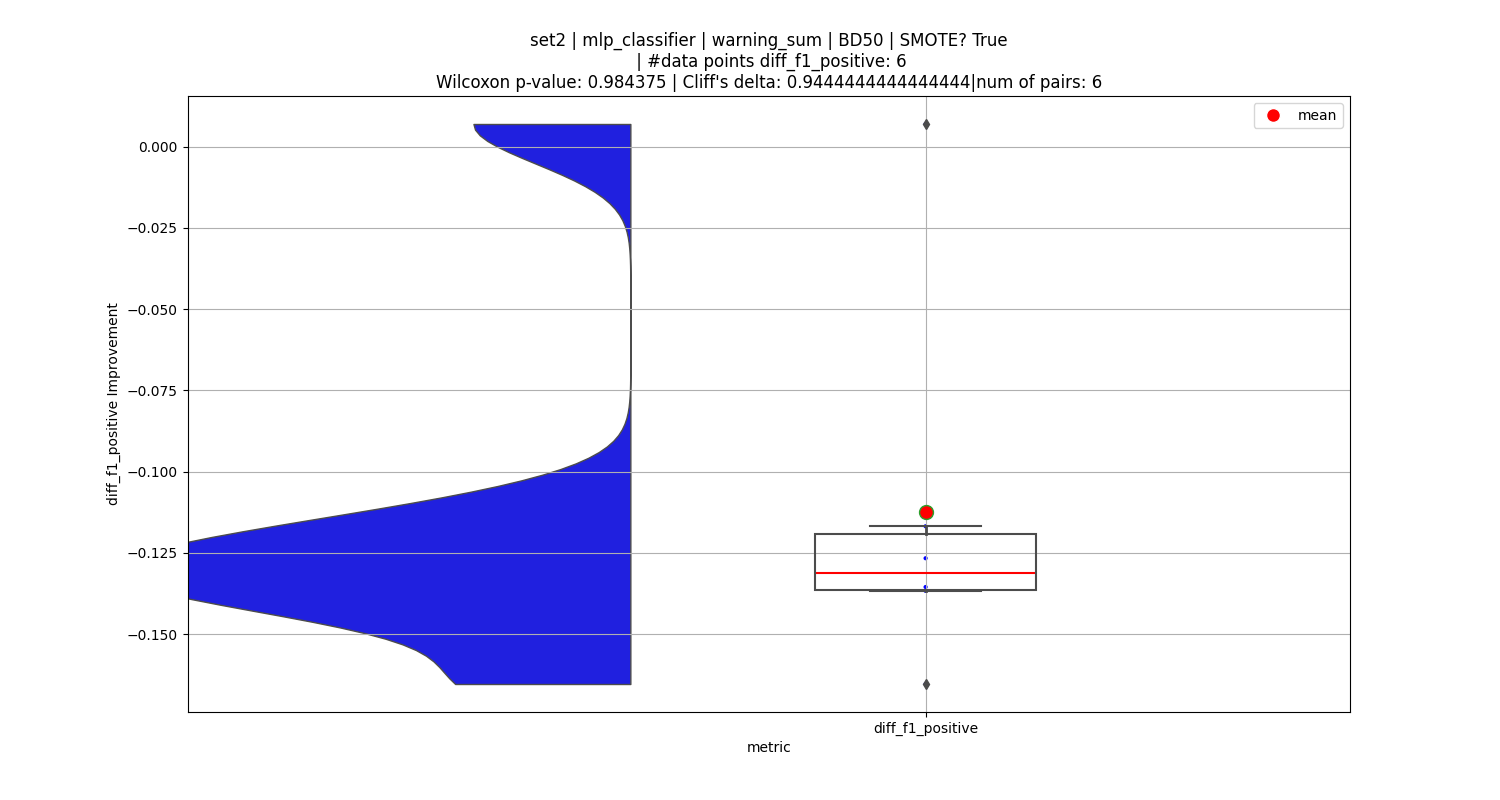 set2 | mlp_classifier | warning_sum | BD50 | SMOTE? True
| #data points diff_f1_positive: 6
Wilcoxon p-value: 0.984375 | Cliff's delta: 0.9444444444444444|num of pairs: 6
mean
0.000
−0.025
−0.050
−0.075
−0.100
−0.125
−0.150
diff_f1_positive Improvement
diff_f1_positive
metric